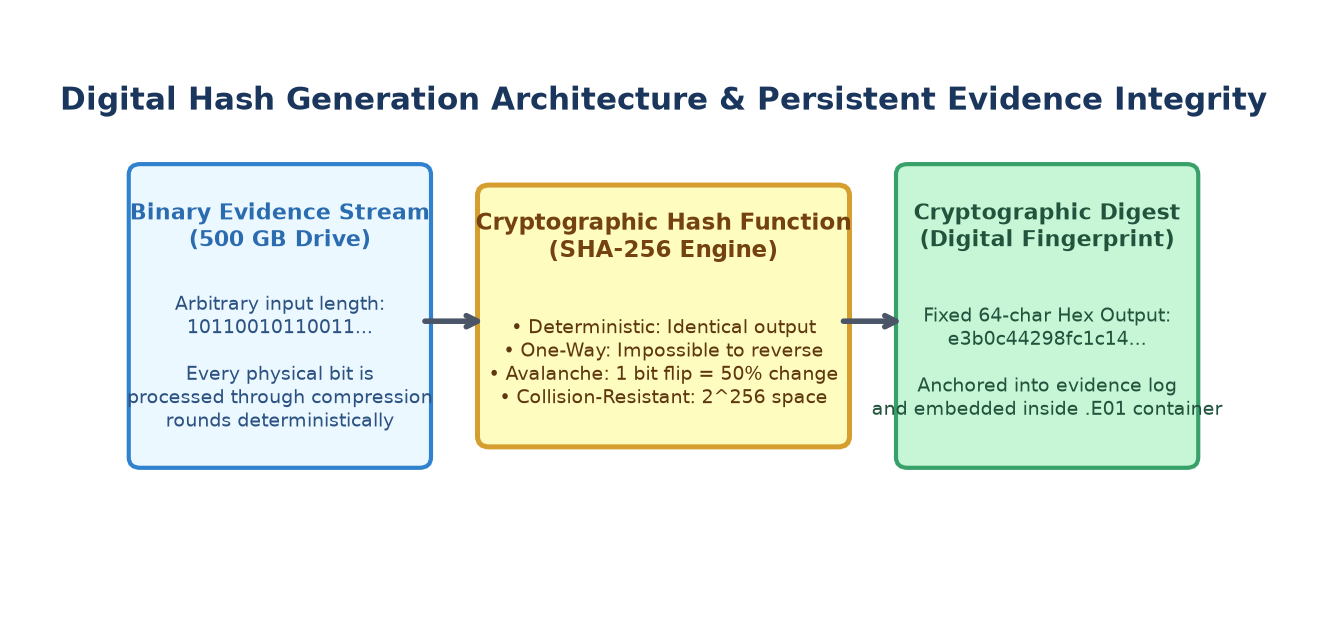 Digital Hash Generation Architecture & Persistent Evidence Integrity
Binary Evidence Stream
(500 GB Drive)
Arbitrary input length:
10110010110011...
Every physical bit is
processed through compression
rounds deterministically
Cryptographic Hash Function
(SHA-256 Engine)
• Deterministic: Identical output
• One-Way: Impossible to reverse
• Avalanche: 1 bit flip = 50% change
• Collision-Resistant: 2^256 space
Cryptographic Digest
(Digital Fingerprint)
Fixed 64-char Hex Output:
e3b0c44298fc1c14...
Anchored into evidence log
and embedded inside .E01 container